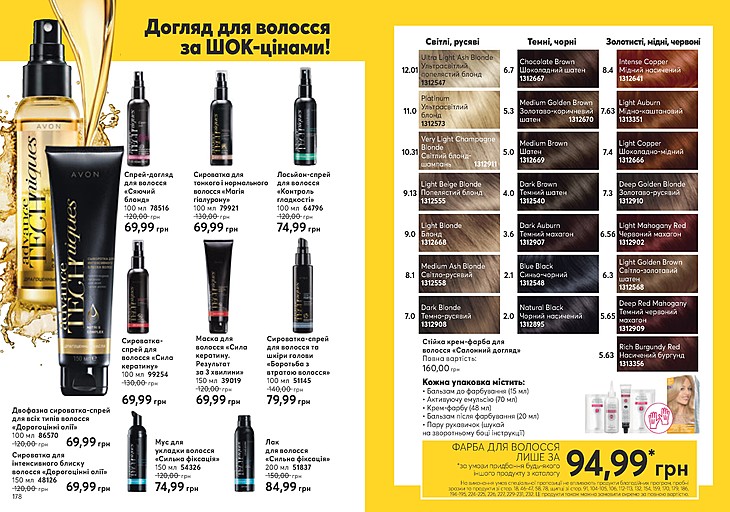 Догляд для волосся
за ШОК-цінами!
AVON
advance
TECHniques
AVON
advance
TECHniques
Спрей-догляд
для волосся
«Сяючий
блонд»
100 мл 78516
120,00 грн
69,99 грн
Сироватка для
тонкого і нормального
волосся «Магія
гіалурону»
100 мл 79921
130,00 грн
69,99 грн
Лосьйон-спрей
для волосся
«Контроль
гладкості»
100 мл 64796
120,00 грн
74,99 грн
Сироватка-
спрей для
волосся «Сила
кератину»
100 мл 99254
130,00 грн
69,99 грн
Маска для
волосся «Сила
кератину.
Результат
за 3 хвилини»
150 мл 39019
120,00 грн
69,99 грн
Сироватка-спрей
для волосся та
шкіри голови
«Боротьба з
втратою волосся»
100 мл 51145
140,00 грн
79,99 грн
Двофазна сироватка-спрей
для всіх типів волосся
«Дорогоцінні олії»
100 мл 86570
120,00 грн
69,99 грн
Сироватка для
інтенсивного блиску
волосся «Дорогоцінні олії»
150 мл 48126
120,00 грн
69,99 грн
Мус для
укладки волосся
«Сильна фіксація»
150 мл 54326
120,00 грн
74,99 грн
Лак
для волосся
«Сильна фіксація»
200 мл 51837
150,00 грн
84,99 грн
178
Світлі, русяві
12.01
Ultra Light Ash Blonde
Ультрасвітлий
попелястий блонд
1312547
11.0
Platinum
Ультрасвітлий
блонд
1312573
10.31
Very Light Champagne
Blonde
Світлий блонд-
шампань 1312911
9.13
Light Beige Blonde
Попелястий блонд
1312555
9.0
Light Blonde
Блонд
1312668
8.1
Medium Ash Blonde
Світло-русявий
1312558
7.0
Dark Blonde
Темно-русявий
1312908
Темні, чорні
6.7
Chocolate Brown
Шоколадний шатен
1312667
5.3
Medium Golden Brown
Золотаво-коричневий
шатен 1312670
5.0
Medium Brown
Шатен
1312669
4.0
Dark Brown
Темний шатен
1312540
3.6
Dark Auburn
Темний махагон
1312907
2.1
Blue Black
Синьо-чорний
1312548
2.0
Natural Black
Чорний насичений
1312895
Золотисті, мідні, червоні
8.4
Intense Copper
Мідний насичений
1312641
7.63
Light Auburn
Мідно-каштановий
1313351
7.4
Light Copper
Шоколадно-мідний
1312666
7.3
Deep Golden Blonde
Золотаво-русявий
1312910
6.56
Light Mahogany Red
Червоний махагон
1312902
6.3
Light Golden Brown
Світло-золотавий
шатен
1312568
5.65
Deep Red Mahogany
Темний червоний
махагон
1312909
5.63
Rich Burgundy Red
Насичений бургунд
1313356
Стійка крем-фарба для
волосся «Салонний догляд»
Повна вартість:
160,00 грн
Кожна упаковка містить:
• Бальзам до фарбування (15 мл)
• Активуючу емульсію (70 мл)
• Крем-фарбу (48 мл)
• Бальзам після фарбування (20 мл)
• Пару рукавичок (шукай
на зворотньому боці інструкції)
ФАРБА ДЛЯ ВОЛОССЯ
ЛИШЕ ЗА
*за умови придбання будь-якого
іншого продукту з каталогу
94,99* грн